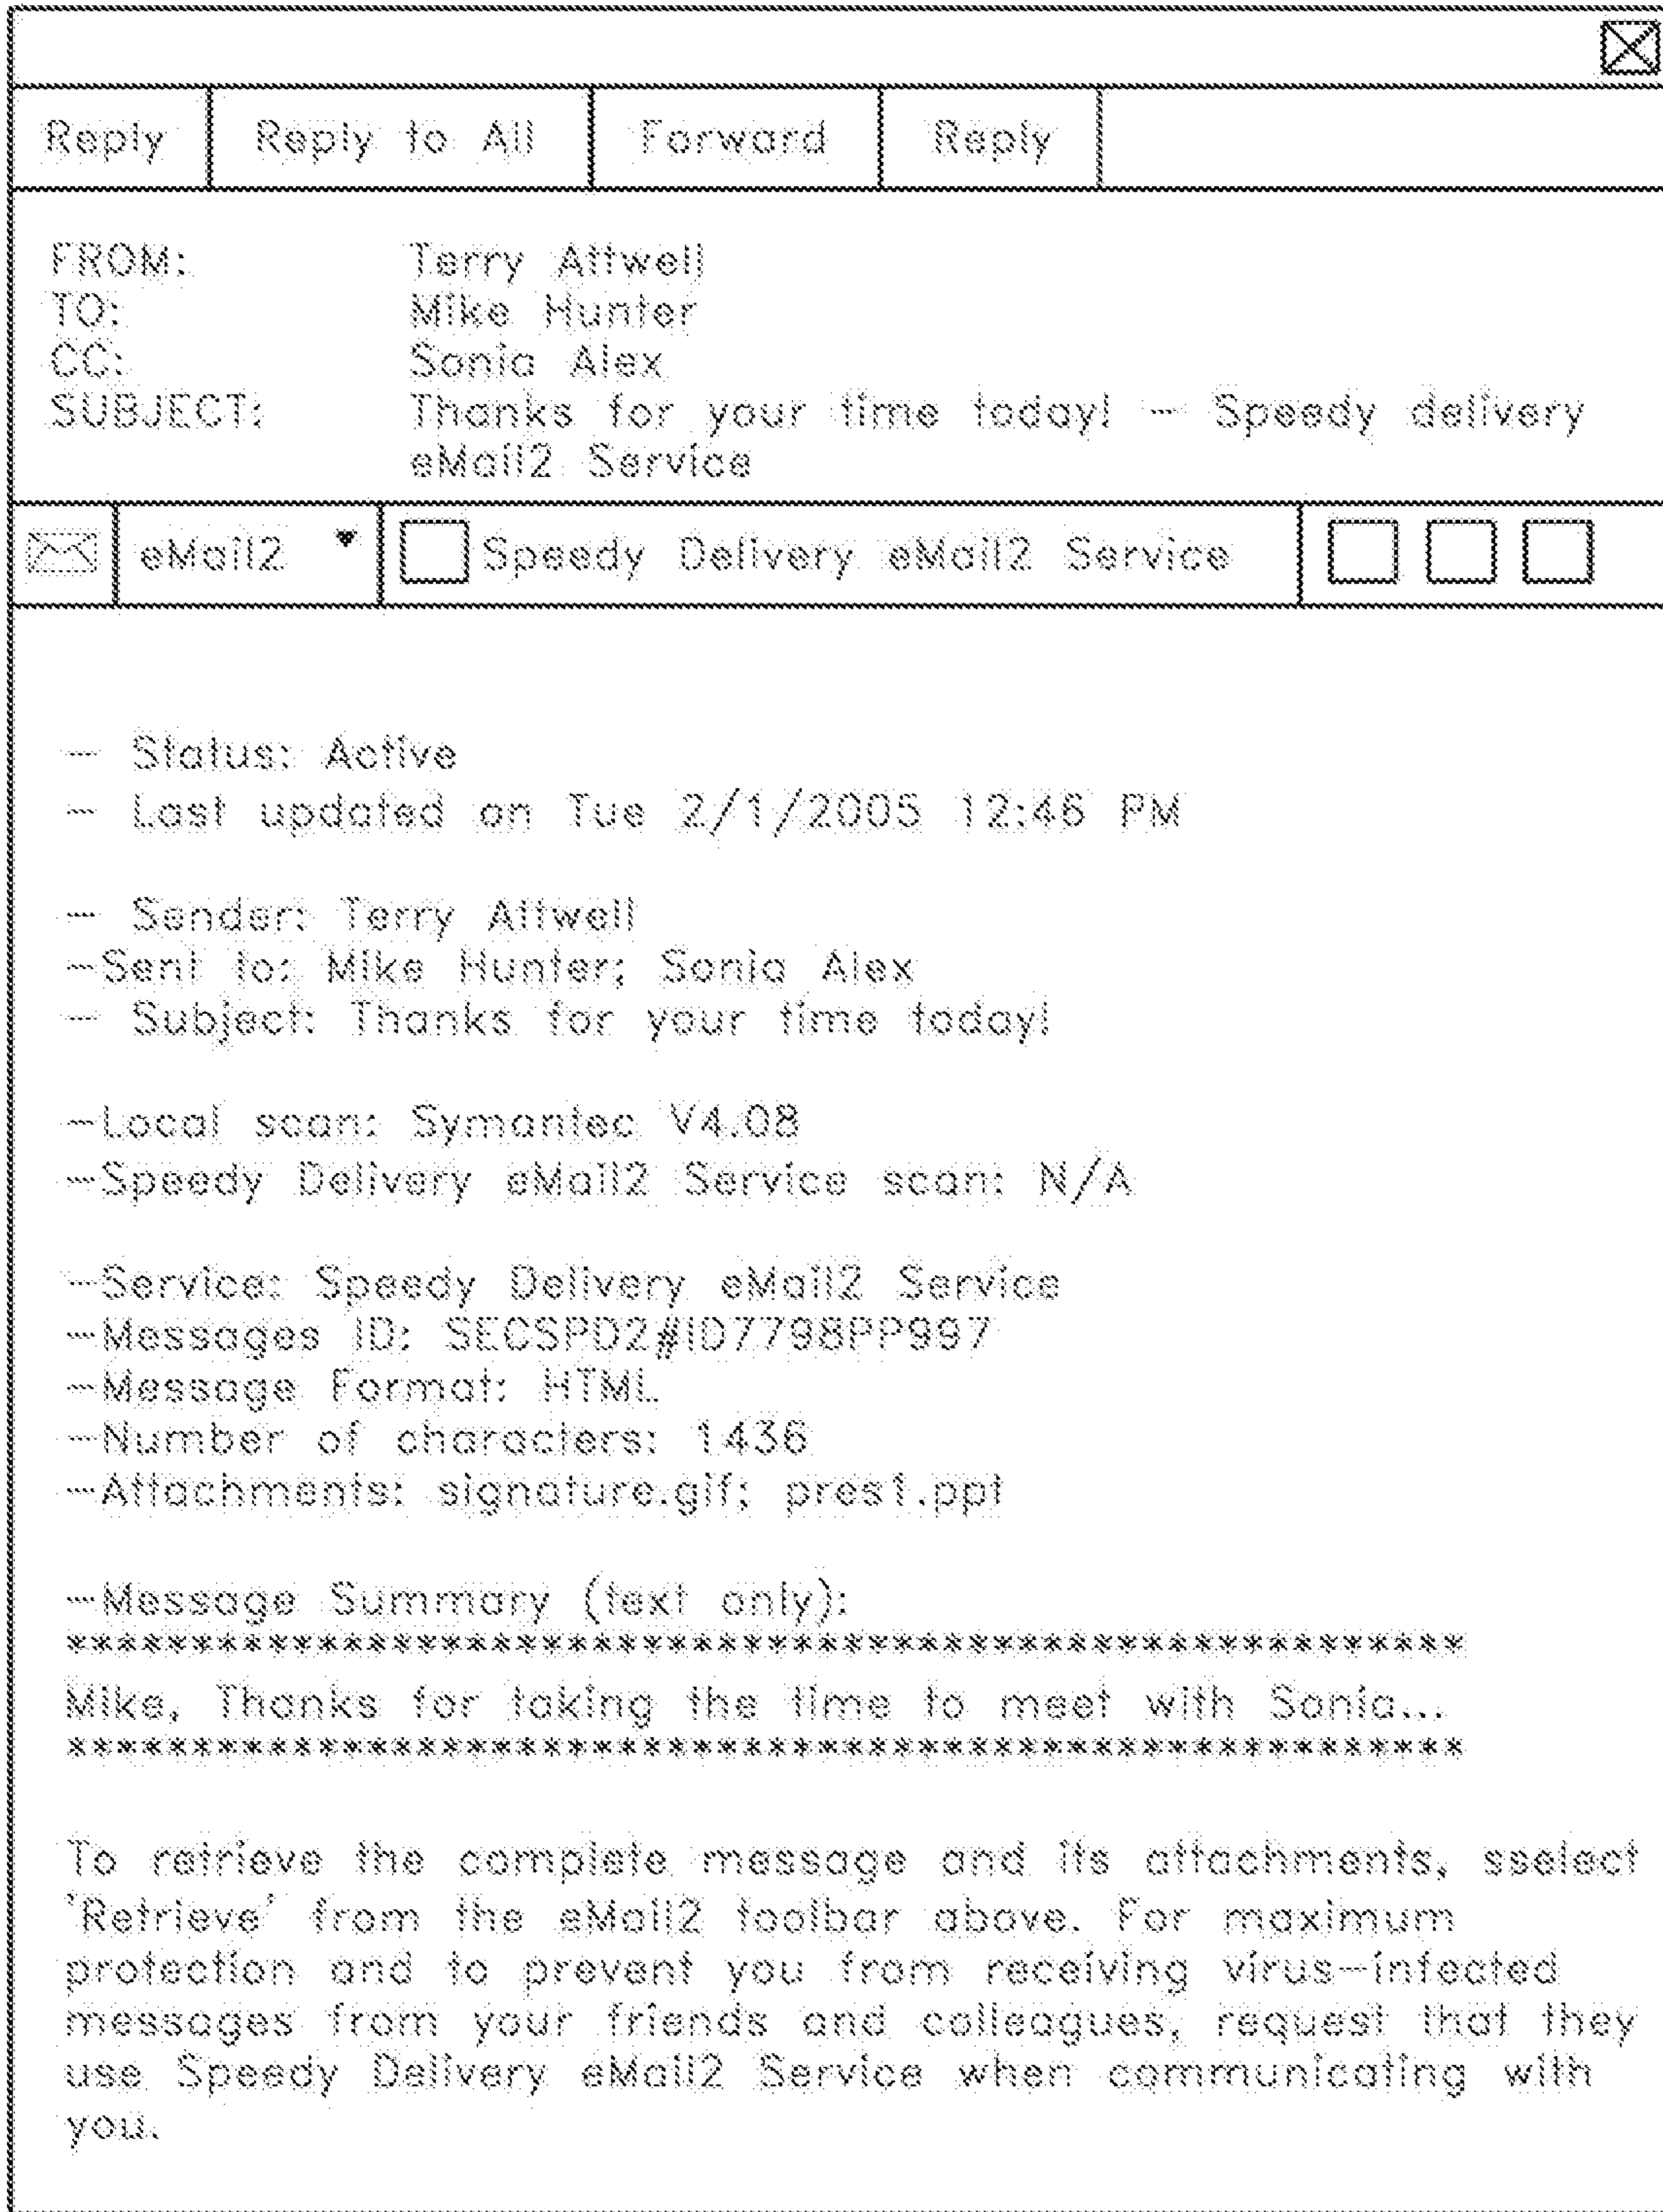 Reply Reply to All Forward Reply
FROM: Terry Attwell
TO: Mike Hunter
CC: Sonia Alex
SUBJECT: Thanks for your time today! - Speedy delivery
eMail2 Service
eMail2 Speedy Delivery eMail2 Service
- Status: Active
- Last updated on Tue 2/1/2005 12:46 PM
- Sender: Terry Attwell
-Sent to: Mike Hunter; Sonia Alex
- Subject: Thanks for your time today!
-Local scan: Symantec V4.08
-Speedy Delivery eMail2 Service scan: N/A
-Service: Speedy Delivery eMail2 Service
-Messages ID: SECSPD2#ID7798PP997
-Message Format: HTML
-Number of characters: 1436
-Attachments: signature.gif; pres1.ppt
-Message Summary (text only):
********************************************************
Mike, Thanks for taking the time to meet with Sonia...
********************************************************
To retrieve the complete message and its attachments, sselect
'Retrieve' from the eMail2 toolbar above. For maximum
protection and to prevent you from receiving virus-infected
messages from your friends and colleagues, request that they
use Speedy Delivery eMail2 Service when communicating with
you.